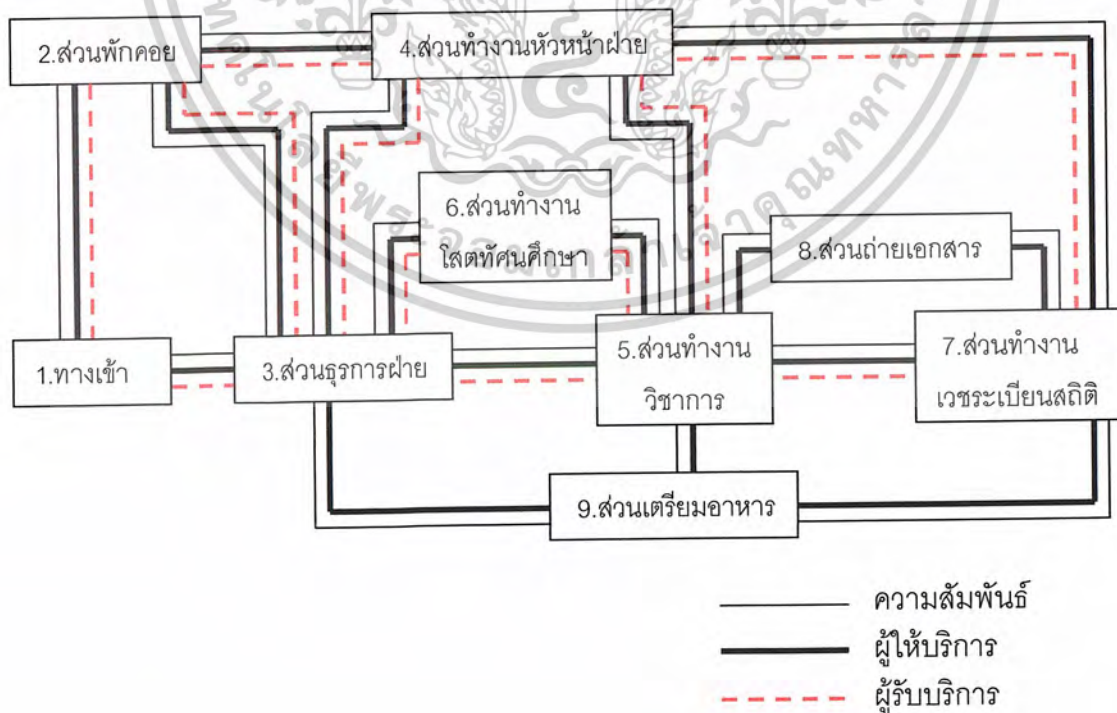 2.ส่วนพักคอย
4.ส่วนทำงานหัวหน้าฝ่าย
6.ส่วนทำงาน
โสตทัศนศึกษา
8.ส่วนถ่ายเอกสาร
1.ทางเข้า
3.ส่วนธุรการฝ่าย
5.ส่วนทำงาน
วิชาการ
7.ส่วนทำงาน
เวชระเบียนสถิติ
9.ส่วนเตรียมอาหาร
ความสัมพันธ์
ผู้ให้บริการ
ผู้รับบริการ